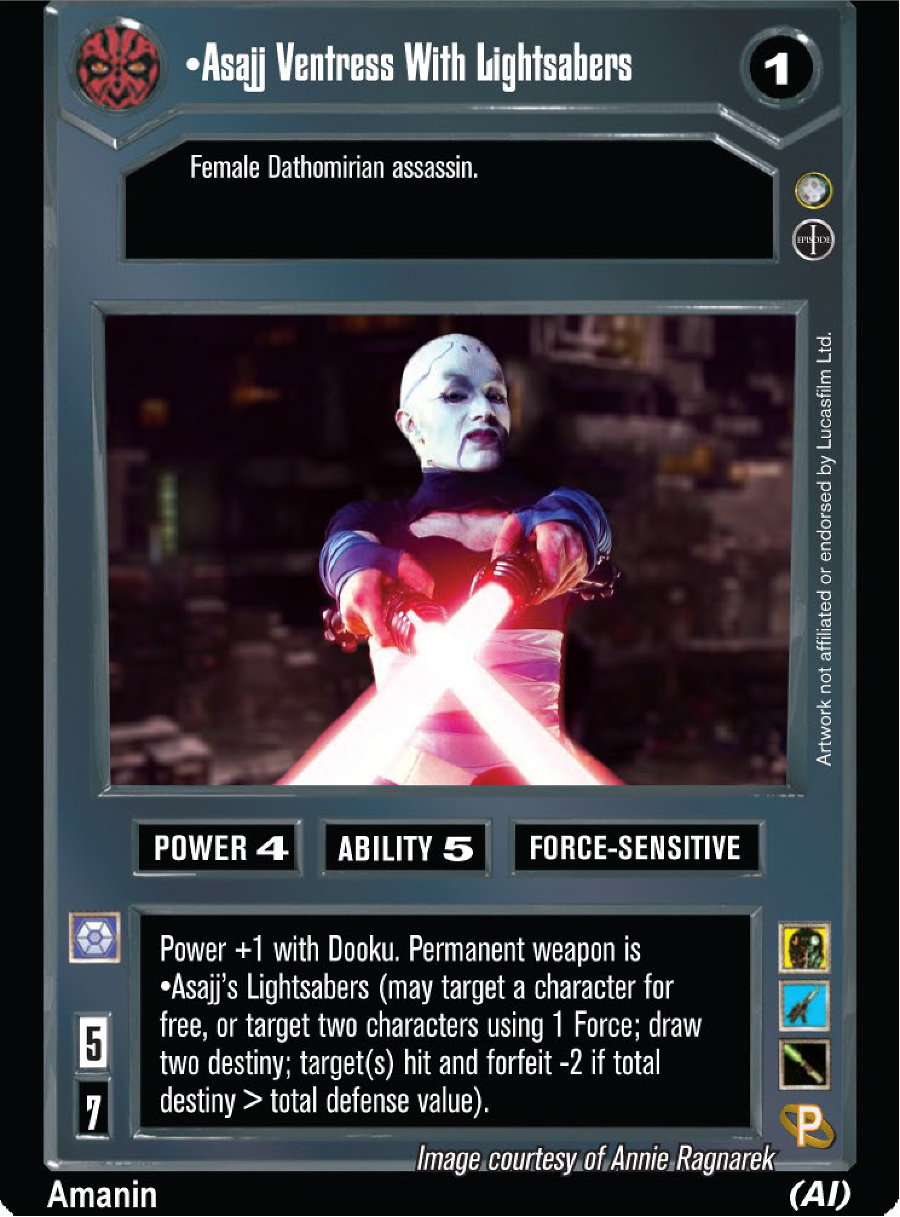 •Asajj Ventress With Lightsabers
1
Female Dathomirian assassin.
EPISODE I
Artwork not affiliated or endorsed by Lucasfilm Ltd.
POWER 4
ABILITY 5
FORCE-SENSITIVE
Power +1 with Dooku. Permanent weapon is
•Asajj's Lightsabers (may target a character for
free, or target two characters using 1 Force; draw
two destiny; target(s) hit and forfeit -2 if total
destiny > total defense value).
5
7
P
Image courtesy of Annie Ragnarek
Amanin
(AI)